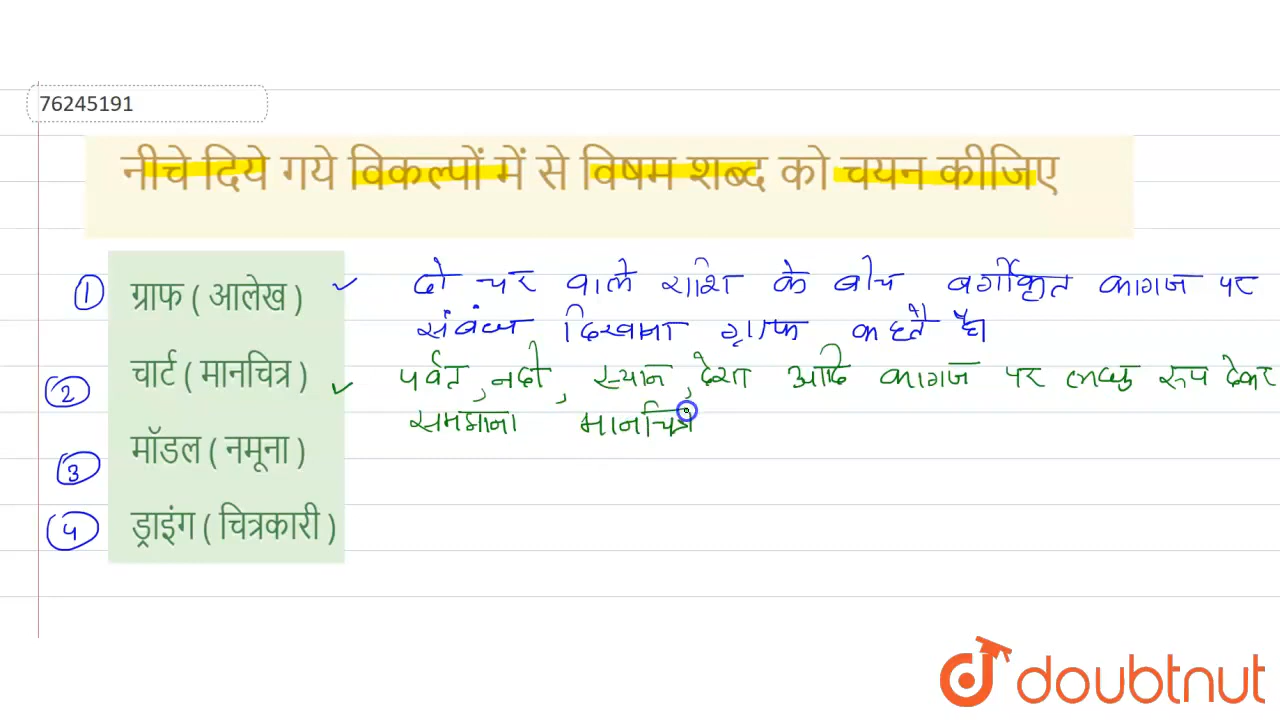 76245191
नीचे दिये गये विकल्पों में से विषम शब्द को चयन कीजिए
① ग्राफ ( आलेख ) ✓ दो चर वाले राशि के बीच वर्गीकृत कागज पर
संबंध दिखाना ग्राफ कहते है।
② चार्ट ( मानचित्र ) ✓ पर्वत, नदी, स्थान, देश आदि कागज पर लघु रुप देकर
समझाना मानचित्र
③ मॉडल ( नमूना )
④ ड्राइंग ( चित्रकारी )
doubtnut